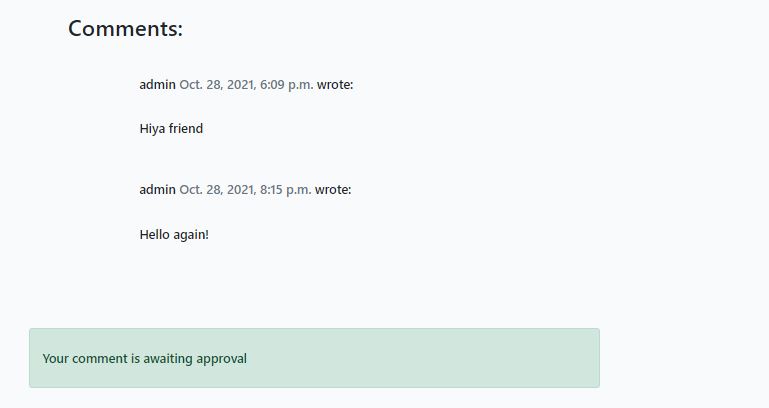 Comments:
admin Oct. 28, 2021, 6:09 p.m. wrote:
Hiya friend
admin Oct. 28, 2021, 8:15 p.m. wrote:
Hello again!
Your comment is awaiting approval